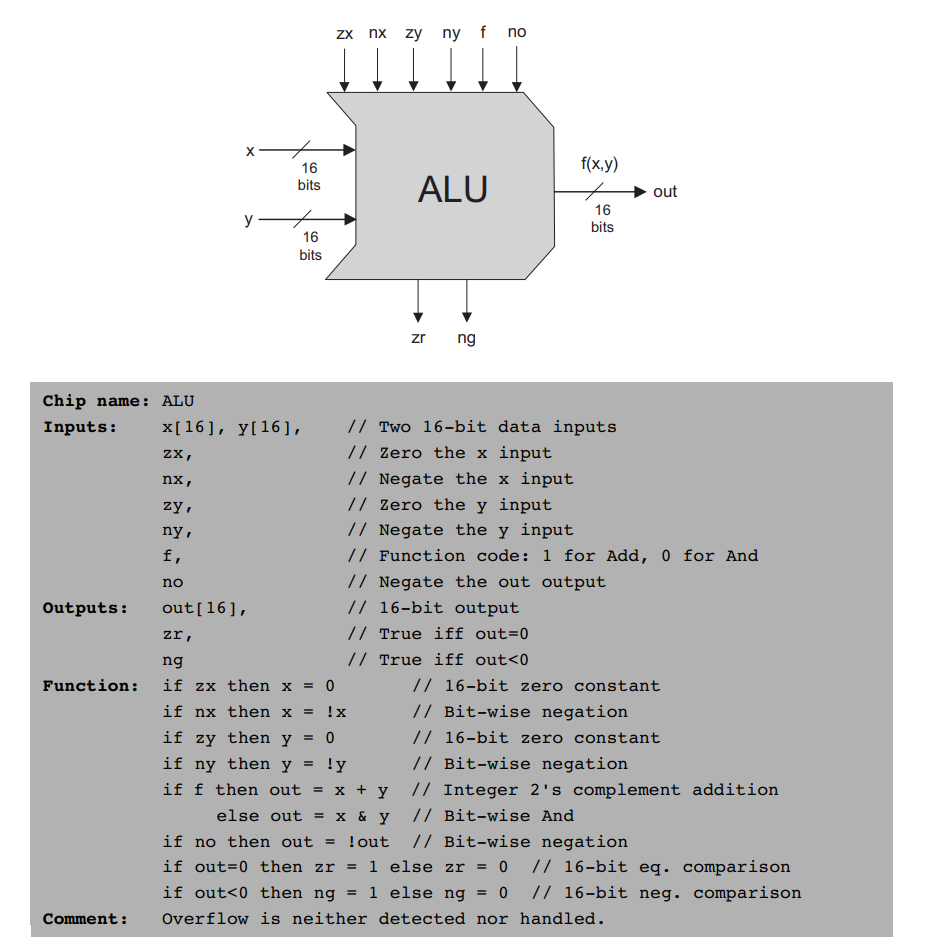 zx nx zy ny f no
x
16
bits
ALU
f(x,y)
out
16
bits
y
16
bits
zr ng
Chip name: ALU
Inputs: x[16], y[16], // Two 16-bit data inputs
zx, // Zero the x input
nx, // Negate the x input
zy, // Zero the y input
ny, // Negate the y input
f, // Function code: 1 for Add, 0 for And
no // Negate the out output
Outputs: out[16], // 16-bit output
zr, // True iff out=0
ng // True iff out<0
Function: if zx then x = 0 // 16-bit zero constant
if nx then x = !x // Bit-wise negation
if zy then y = 0 // 16-bit zero constant
if ny then y = !y // Bit-wise negation
if f then out = x + y // Integer 2's complement addition
else out = x & y // Bit-wise And
if no then out = !out // Bit-wise negation
if out=0 then zr = 1 else zr = 0 // 16-bit eq. comparison
if out<0 then ng = 1 else ng = 0 // 16-bit neg. comparison
Comment: Overflow is neither detected nor handled.